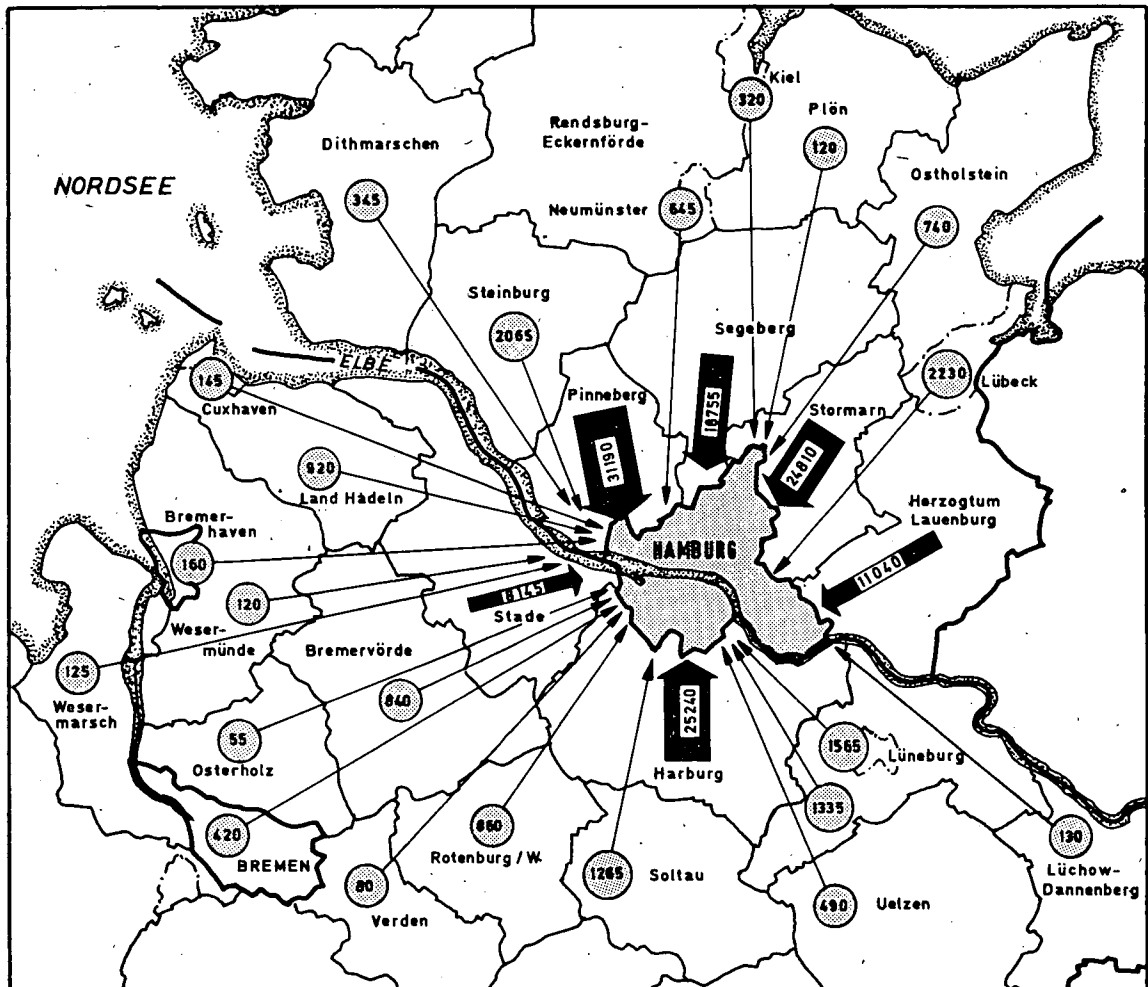 Kiel
320
Plön
120
Rendsburg-
Eckernförde
Dithmarschen
Ostholstein
NORDSEE
345
Neumünster
645
740
Steinburg
2065
Segeberg
ELBE
145
Cuxhaven
Pinneberg
31190
18755
Stormarn
24810
2230
Lübeck
Land Hadeln
Bremer-
haven
160
HAMBURG
Herzogtum
Lauenburg
11040
120
Weser-
münde
8145
Stade
Bremervörde
125
Weser-
marsch
840
55
Osterholz
25240
Harburg
1565
Lüneburg
1335
420
BREMEN
Rotenburg / W.
1265
Soltau
130
Lüchow-
Dannenberg
80
Verden
490
Uelzen